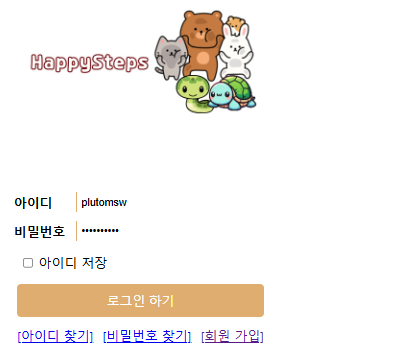 HappySteps
아이디 plutomsw
비밀번호 ••••••••••
아이디 저장
로그인 하기
[아이디 찾기] [비밀번호 찾기] [회원 가입]